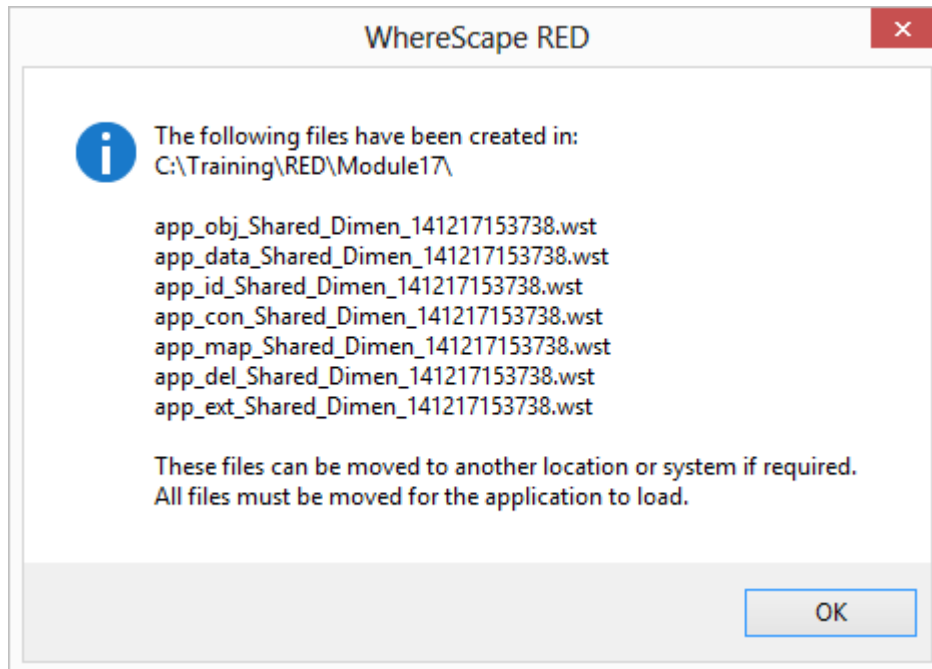 WhereScape RED
The following files have been created in:
C:\Training\RED\Module17\
app_obj_Shared_Dimen_141217153738.wst
app_data_Shared_Dimen_141217153738.wst
app_id_Shared_Dimen_141217153738.wst
app_con_Shared_Dimen_141217153738.wst
app_map_Shared_Dimen_141217153738.wst
app_del_Shared_Dimen_141217153738.wst
app_ext_Shared_Dimen_141217153738.wst
These files can be moved to another location or system if required.
All files must be moved for the application to load.
OK